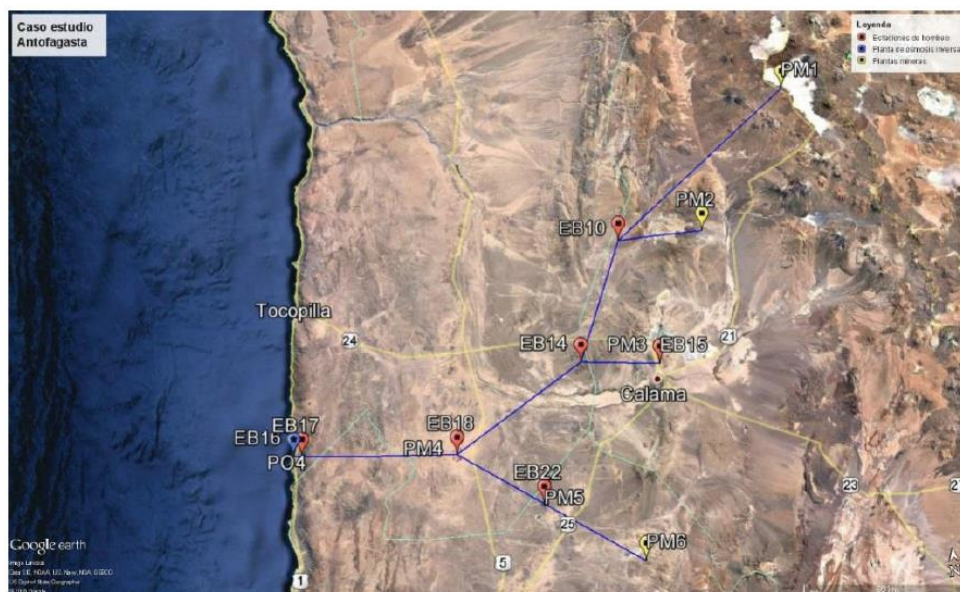 Caso estudio
Antofagasta
Leyenda
Estaciones de bombeo
Planta de osmosis inversa
Plantas mineras
PM1
PM2
EB10
Tocopilla
24
EB14
PM3
EB15
21
Calama
EB17
EB16
PO4
EB18
PM4
EB22
PM5
23
25
PM6
5
1
Google earth